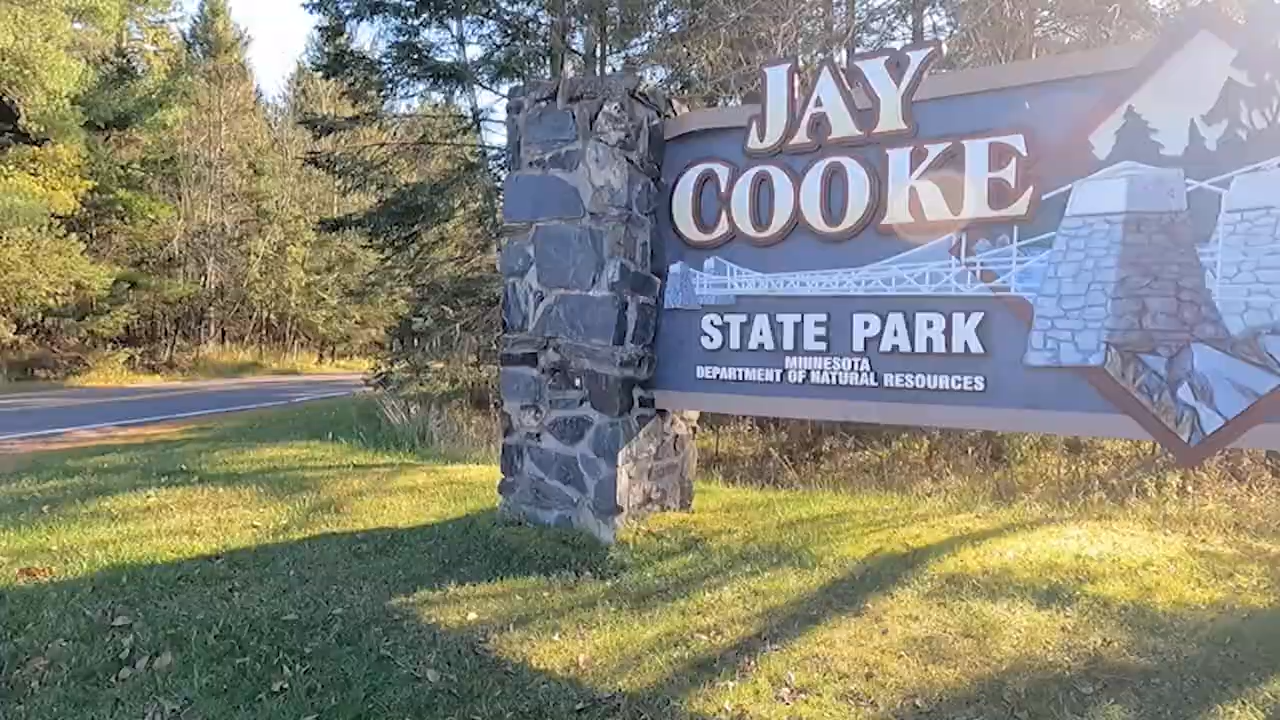 JAY
COOKE
STATE PARK
MINNESOTA
DEPARTMENT OF NATURAL RESOURCES